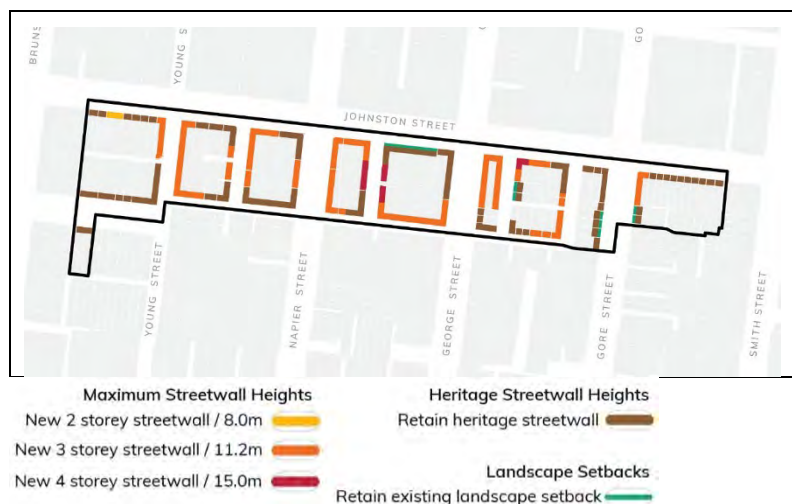 BRUNS
YOUNG S
GO
JOHNSTON STREET
YOUNG STREET
NAPIER STREET
GEORGE STREET
GORE STREET
SMITH STREET
Maximum Streetwall Heights
New 2 storey streetwall / 8.0m
New 3 storey streetwall / 11.2m
New 4 storey streetwall / 15.0m
Heritage Streetwall Heights
Retain heritage streetwall
Landscape Setbacks
Retain existing landscape setback